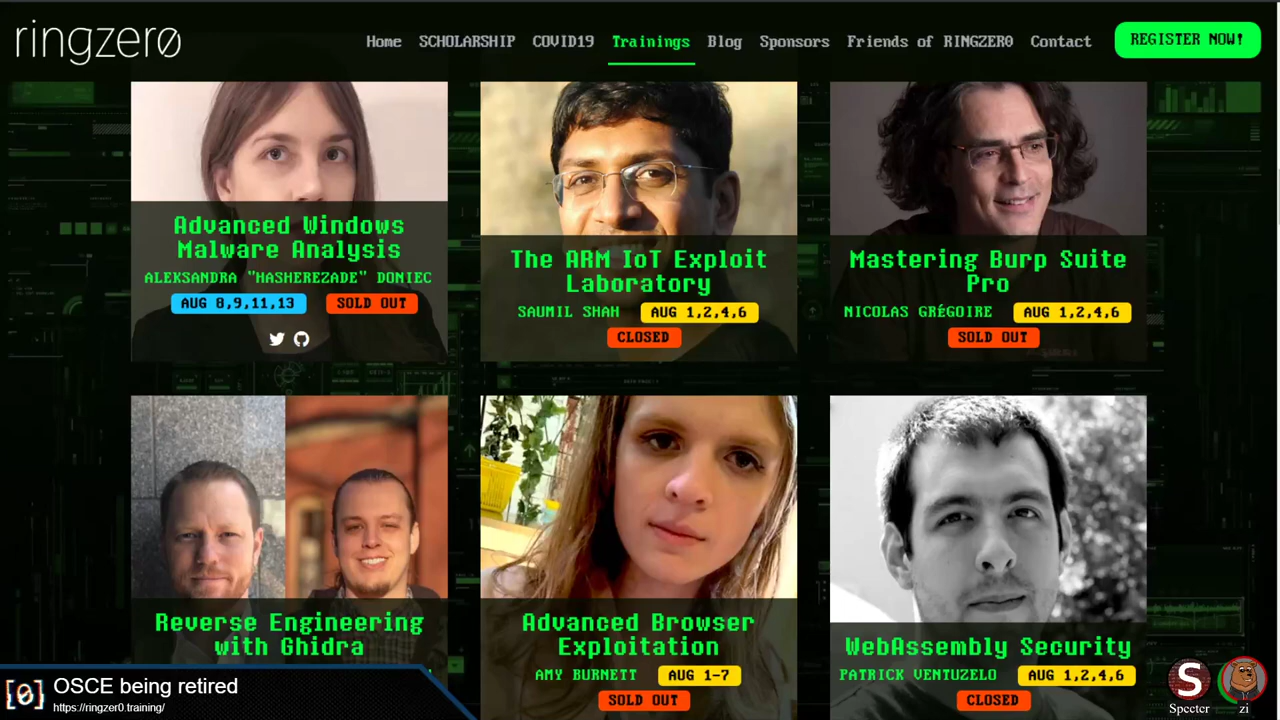 ringzerø
Home SCHOLARSHIP COVID19 Trainings Blog Sponsors Friends of RINGZER0 Contact REGISTER NOW!
Advanced Windows
Malware Analysis
ALEKSANDRA "HASHEREZADE" DONIEC
AUG 8,9,11,13 SOLD OUT
The ARM IoT Exploit
Laboratory
SAUMIL SHAH AUG 1,2,4,6
CLOSED
Mastering Burp Suite
Pro
NICOLAS GRÉGOIRE AUG 1,2,4,6
SOLD OUT
Reverse Engineering
with Ghidra
Advanced Browser
Exploitation
AMY BURNETT AUG 1-7
SOLD OUT
WebAssembly Security
PATRICK VENTUZELO AUG 1,2,4,6
CLOSED
[0] OSCE being retired
https://ringzer0.training/
S
Specter zi